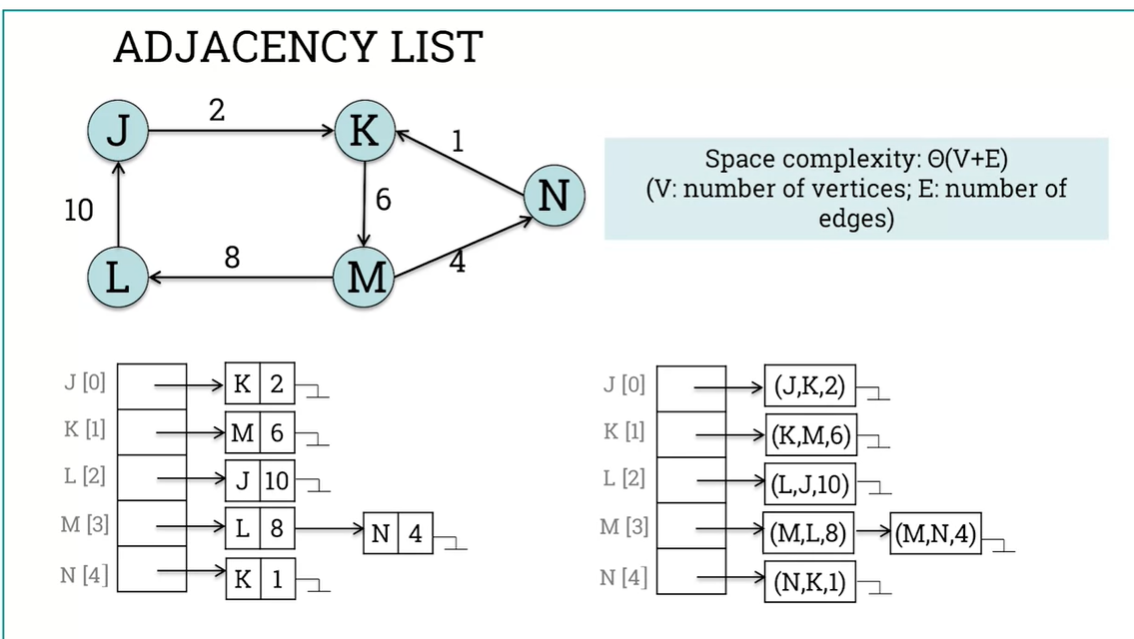 ADJACENCY LIST
J
2
K
1
N
10
6
L
8
M
4
Space complexity: Θ(V+E)
(V: number of vertices; E: number of
edges)
J [0]
K 2
K [1]
M 6
L [2]
J 10
M [3]
L 8
N 4
N [4]
K 1
J [0]
(J,K,2)
K [1]
(K,M,6)
L [2]
(L,J,10)
M [3]
(M,L,8)
(M,N,4)
N [4]
(N,K,1)